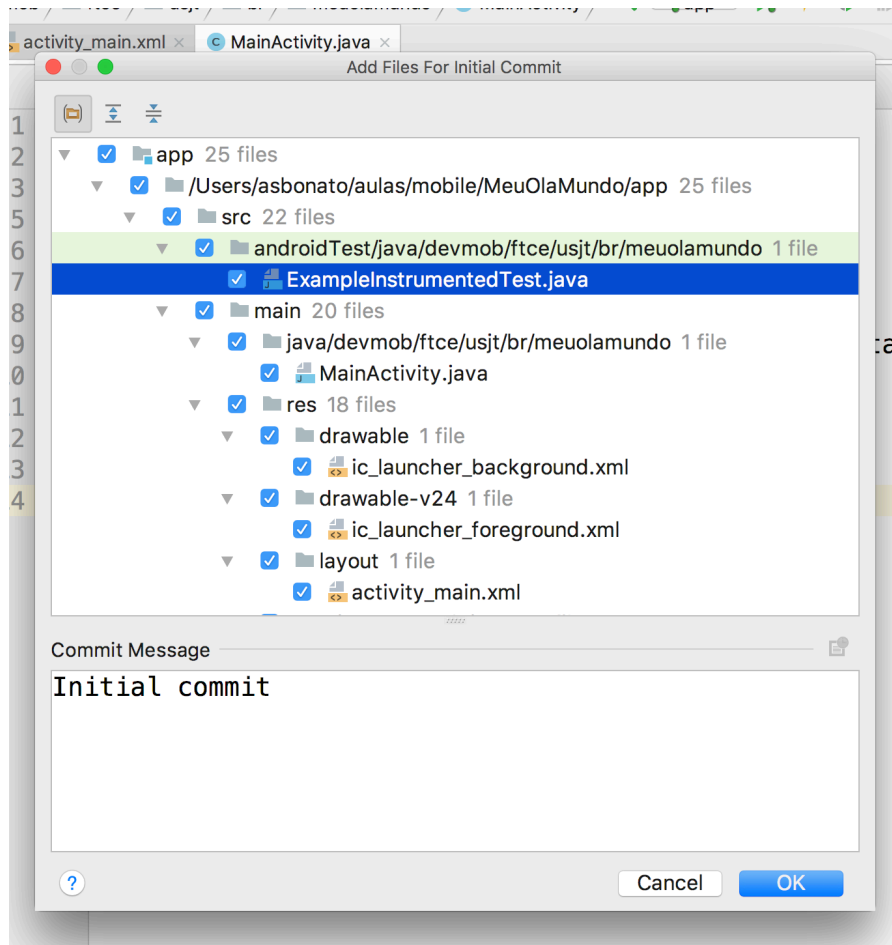 activity_main.xml
MainActivity.java
Add Files For Initial Commit
app 25 files
/Users/asbonato/aulas/mobile/MeuOlaMundo/app 25 files
src 22 files
androidTest/java/devmob/ftce/usjt/br/meuolamundo 1 file
ExampleInstrumentedTest.java
main 20 files
java/devmob/ftce/usjt/br/meuolamundo 1 file
MainActivity.java
res 18 files
drawable 1 file
ic_launcher_background.xml
drawable-v24 1 file
ic_launcher_foreground.xml
layout 1 file
activity_main.xml
Commit Message
Initial commit
?
Cancel
OK
1
2
3
5
6
7
8
9
0
1
2
3
4